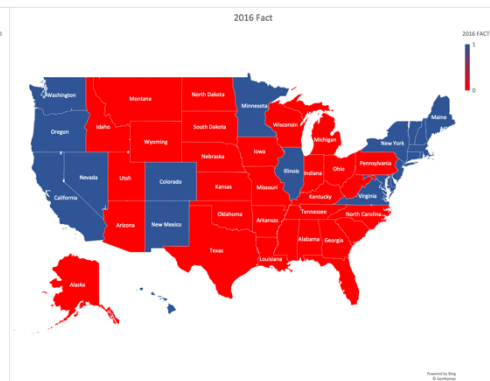 2016 Fact
2016 FACT
1
0
Washington
Montana
North Dakota
Minnesota
Maine
Oregon
Idaho
Wisconsin
South Dakota
Michigan
New York
Wyoming
Iowa
Nebraska
Pennsylvania
Nevada
Utah
Colorado
Illinois
Indiana
Ohio
Kansas
Missouri
Virginia
California
Kentucky
Oklahoma
Tennessee
North Carolina
Arizona
New Mexico
Arkansas
Alabama
Georgia
Texas
Louisiana
Alaska
Powered by Bing
© GeoNames